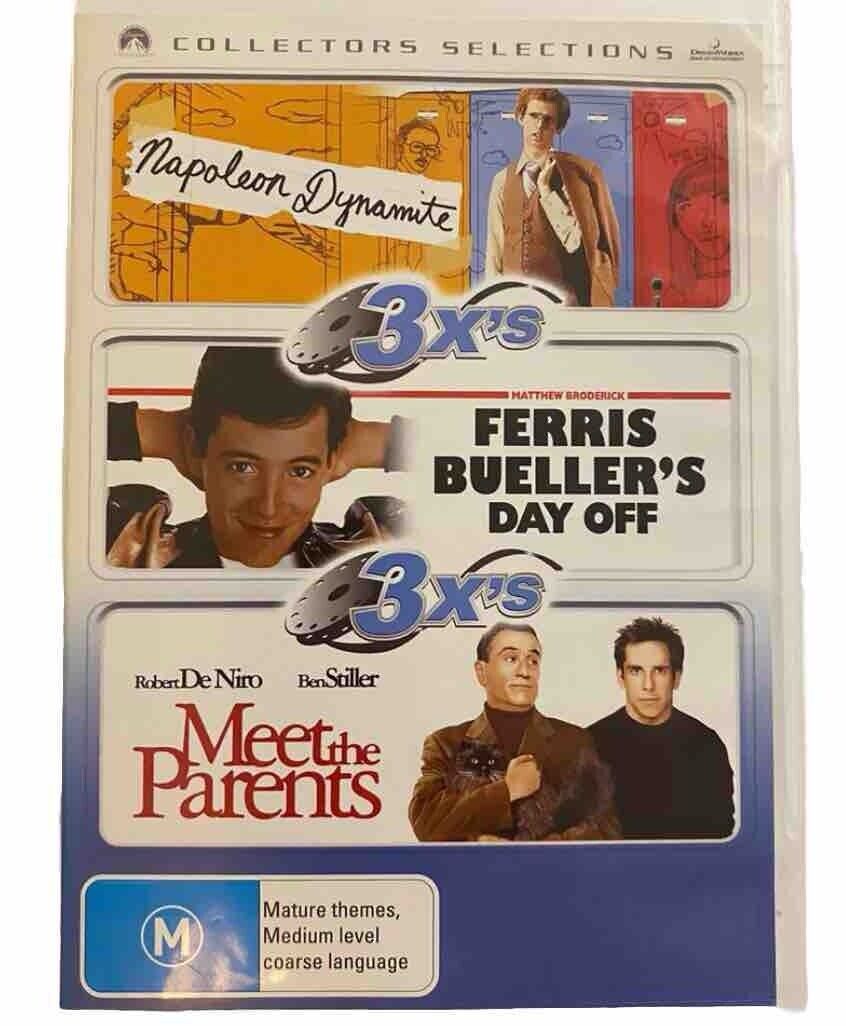 COLLECTORS SELECTIONS
DREAMWORKS
Napoleon Dynamite
3X'S
MATTHEW BRODERICK
FERRIS
BUELLER'S
DAY OFF
3X'S
Robert De Niro Ben Stiller
Meet the
Parents
M
Mature themes,
Medium level
coarse language